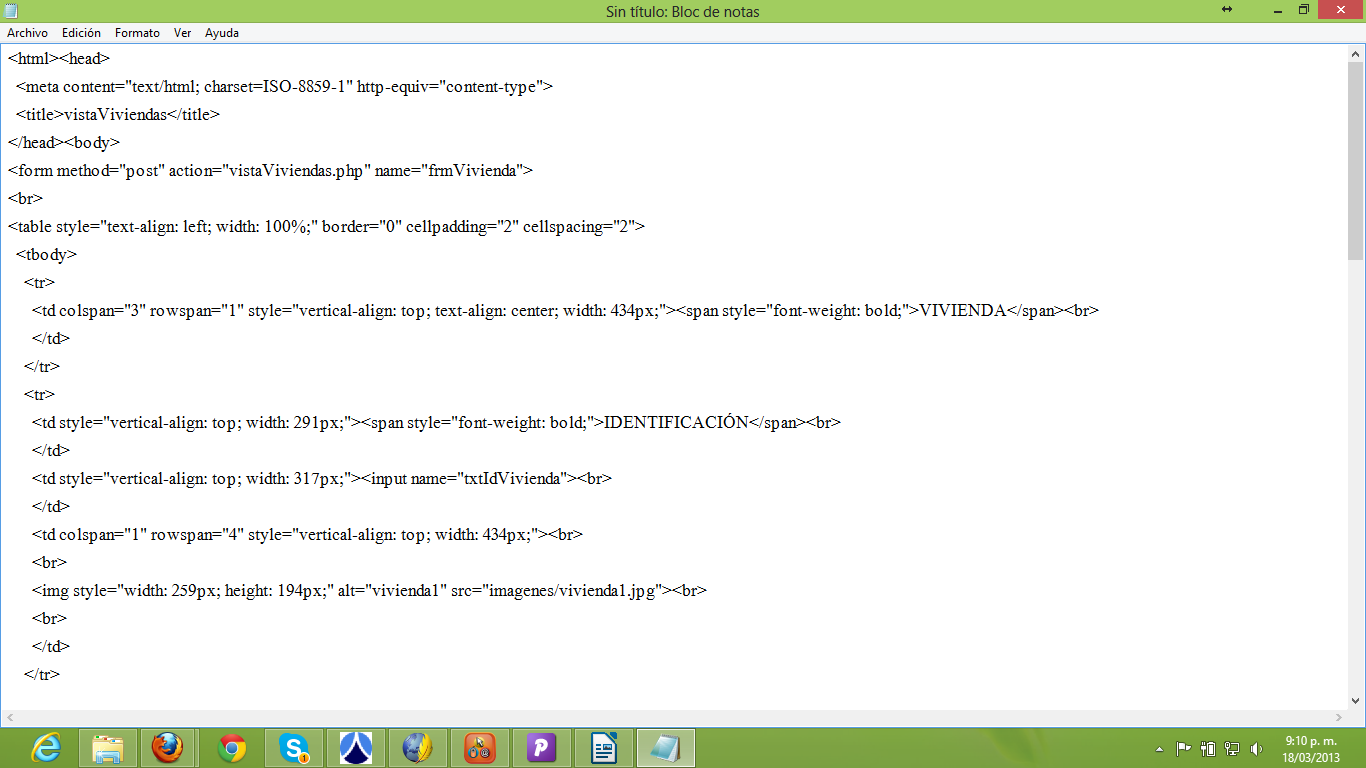 Sin título: Bloc de notas
Archivo Edición Formato Ver Ayuda
<html><head>
<meta content="text/html; charset=ISO-8859-1" http-equiv="content-type">
<title>vistaViviendas</title>
</head><body>
<form method="post" action="vistaViviendas.php" name="frmVivienda">
<br>
<table style="text-align: left; width: 100%;" border="0" cellpadding="2" cellspacing="2">
<tbody>
<tr>
<td colspan="3" rowspan="1" style="vertical-align: top; text-align: center; width: 434px;"><span style="font-weight: bold;">VIVIENDA</span><br>
</td>
</tr>
<tr>
<td style="vertical-align: top; width: 291px;"><span style="font-weight: bold;">IDENTIFICACIÓN</span><br>
</td>
<td style="vertical-align: top; width: 317px;"><input name="txtIdVivienda"><br>
</td>
<td colspan="1" rowspan="4" style="vertical-align: top; width: 434px;"><br>
<br>
<img style="width: 259px; height: 194px;" alt="vivienda1" src="imagenes/vivienda1.jpg"><br>
<br>
</td>
</tr>
9:10 p. m.
18/03/2013